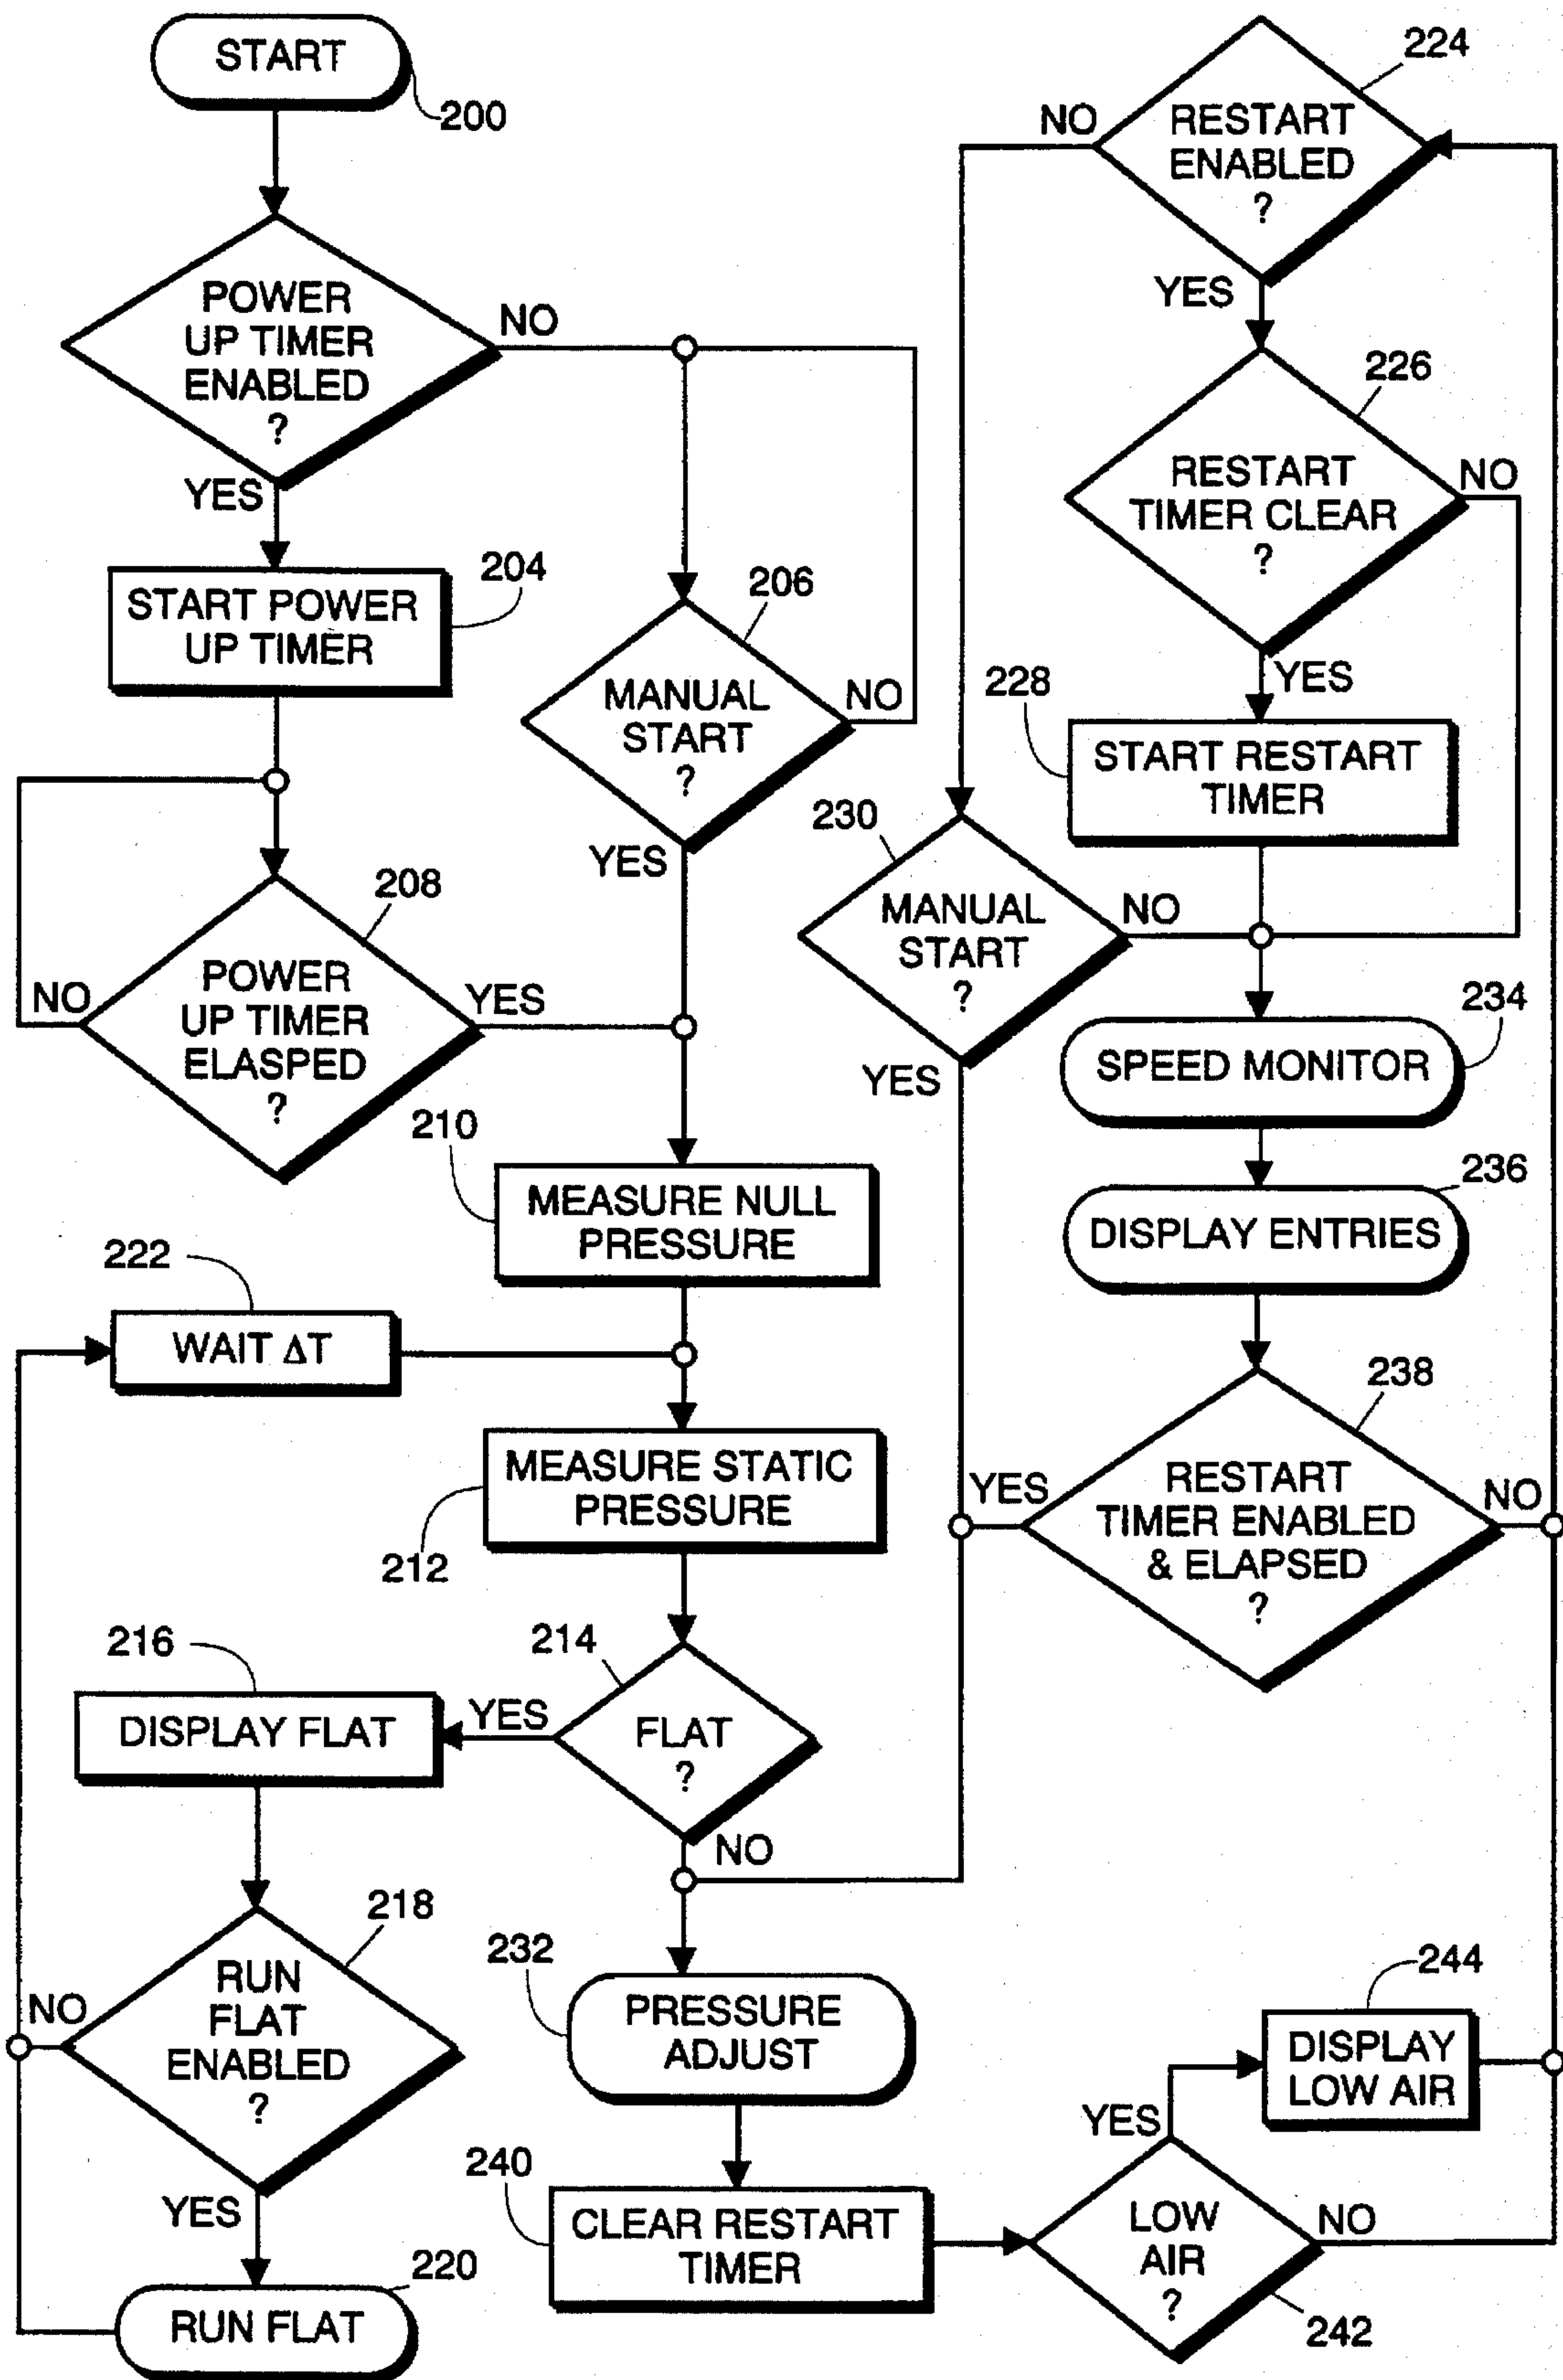 START
200
POWER
UP TIMER
ENABLED
?
NO
YES
START POWER
UP TIMER
204
206
MANUAL
START
?
NO
YES
208
POWER
UP TIMER
ELASPED
?
NO
YES
210
MEASURE NULL
PRESSURE
222
WAIT ΔT
MEASURE STATIC
PRESSURE
212
214
FLAT
?
YES
NO
216
DISPLAY FLAT
218
RUN
FLAT
ENABLED
?
NO
YES
220
RUN FLAT
224
RESTART
ENABLED
?
NO
YES
226
RESTART
TIMER CLEAR
?
NO
YES
228
START RESTART
TIMER
230
MANUAL
START
?
NO
YES
234
SPEED MONITOR
236
DISPLAY ENTRIES
238
RESTART
TIMER ENABLED
& ELAPSED
?
YES
NO
232
PRESSURE
ADJUST
240
CLEAR RESTART
TIMER
LOW
AIR
?
242
YES
NO
244
DISPLAY
LOW AIR